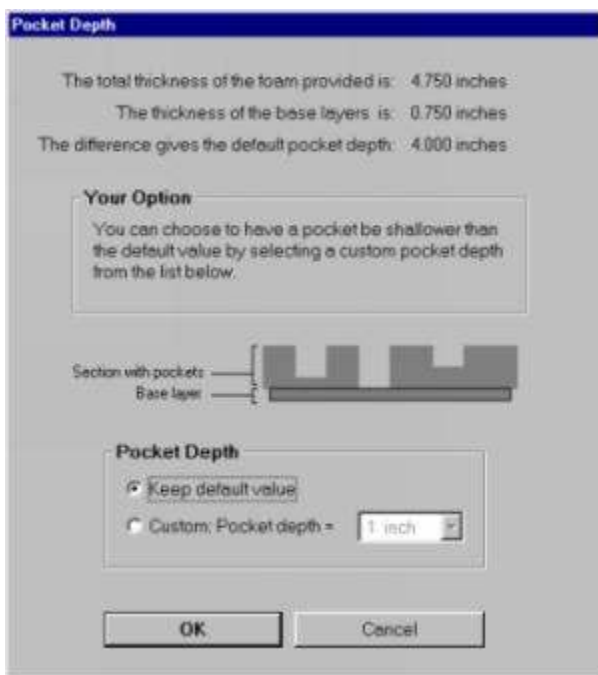 Pocket Depth
The total thickness of the foam provided is: 4.750 inches
The thickness of the base layers is: 0.750 inches
The difference gives the default pocket depth: 4.000 inches
Your Option
You can choose to have a pocket be shallower than
the default value by selecting a custom pocket depth
from the list below.
Section with pockets
Base layer
Pocket Depth
Keep default value
Custom: Pocket depth = 1 inch
OK Cancel